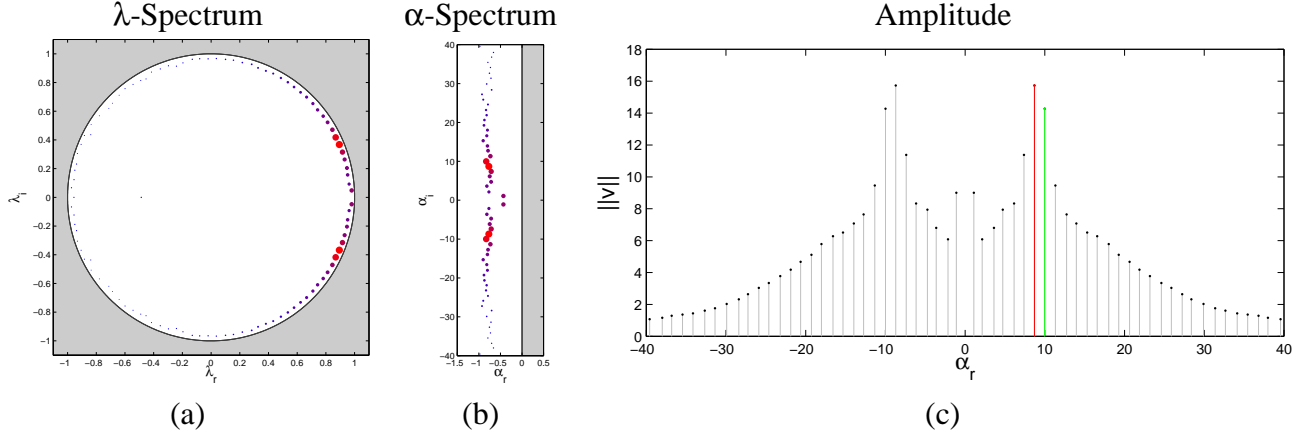 λ-Spectrum
α-Spectrum
Amplitude
1
0.8
0.6
0.4
0.2
0
−0.2
−0.4
−0.6
−0.8
−1
λi
−1 −0.8 −0.6 −0.4 −0.2 0 0.2 0.4 0.6 0.8 1
λr
40
30
20
10
0
−10
−20
−30
−40
αi
−1.5 −1 −0.5 0 0.5
αr
18
16
14
12
10
8
6
4
2
0
||v||
−40 −30 −20 −10 0 10 20 30 40
αr
(a)
(b)
(c)